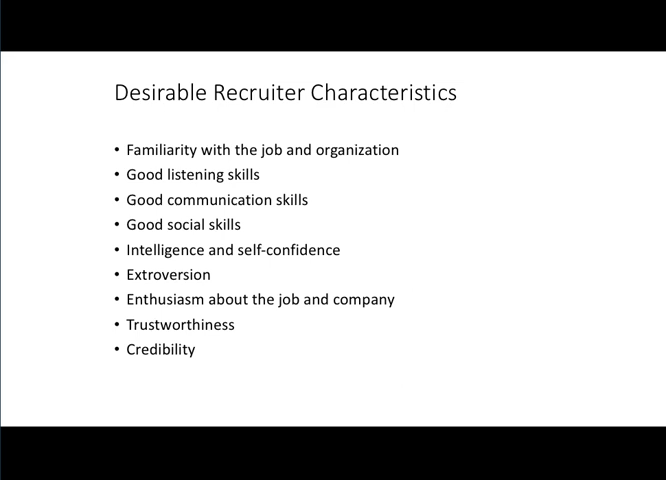 Desirable Recruiter Characteristics
• Familiarity with the job and organization
• Good listening skills
• Good communication skills
• Good social skills
• Intelligence and self-confidence
• Extroversion
• Enthusiasm about the job and company
• Trustworthiness
• Credibility